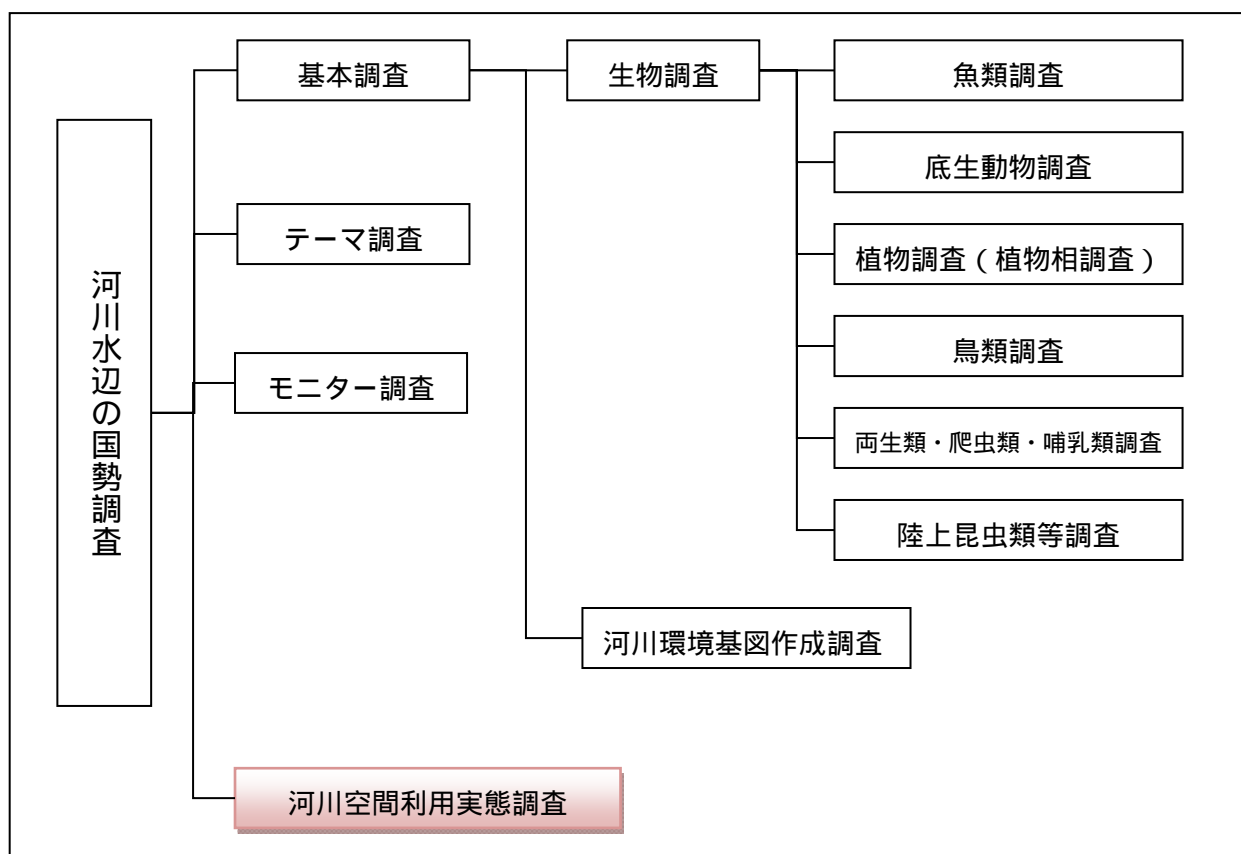 河川水辺の国勢調査
基本調査
テーマ調査
モニター調査
河川空間利用実態調査
生物調査
河川環境基図作成調査
魚類調査
底生動物調査
植物調査（植物相調査）
鳥類調査
両生類・爬虫類・哺乳類調査
陸上昆虫類等調査